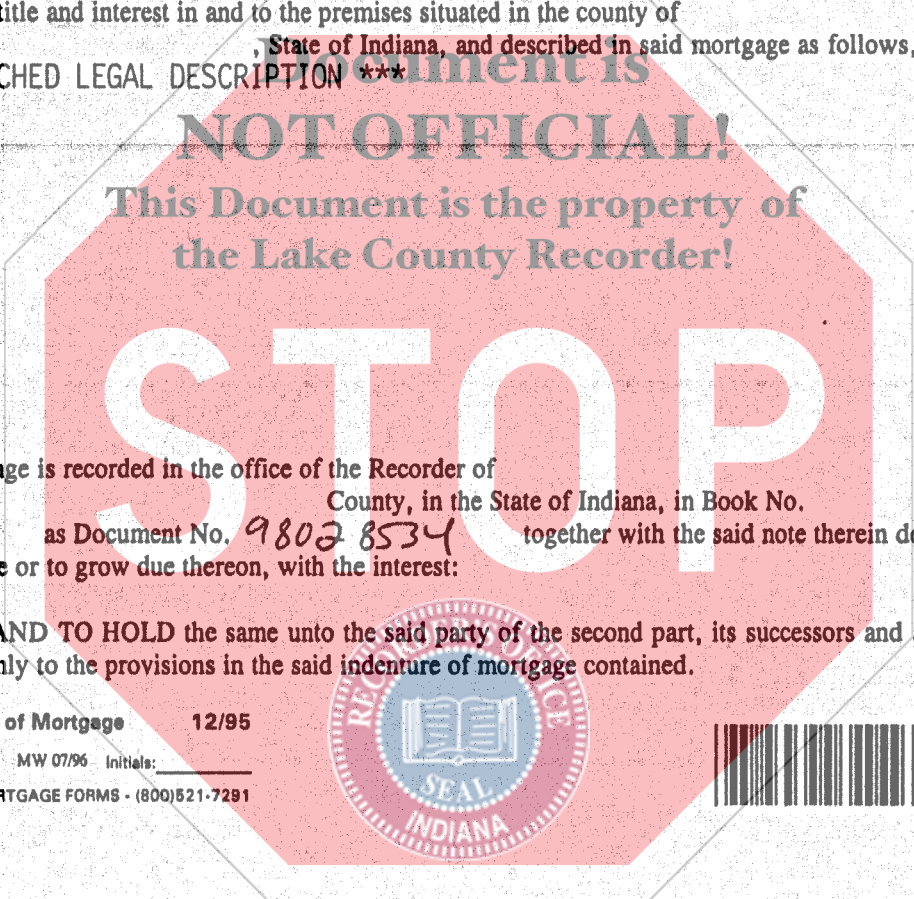 title and interest in and to the premises situated in the county of
, State of Indiana, and described in said mortgage as follows,
CHED LEGAL DESCRIPTION ***
Document is
NOT OFFICIAL!
This Document is the property of
the Lake County Recorder!
STOP
ge is recorded in the office of the Recorder of
County, in the State of Indiana, in Book No.
as Document No. 98028534 together with the said note therein de
e or to grow due thereon, with the interest:
AND TO HOLD the same unto the said party of the second part, its successors and
nly to the provisions in the said indenture of mortgage contained.
of Mortgage 12/95
MW 07/96 Initials:
RTGAGE FORMS - (800)521-7291
RECORDER'S OFFICE
SEAL
INDIANA